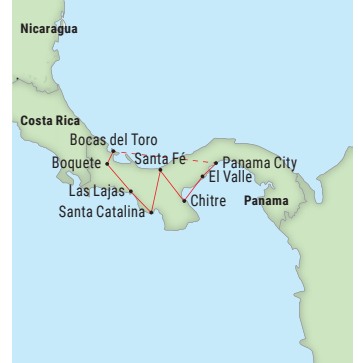 Nicaragua
Costa Rica
Bocas del Toro
Santa Fé
Boquete
Panama City
El Valle
Las Lajas
Chitre
Panama
Santa Catalina